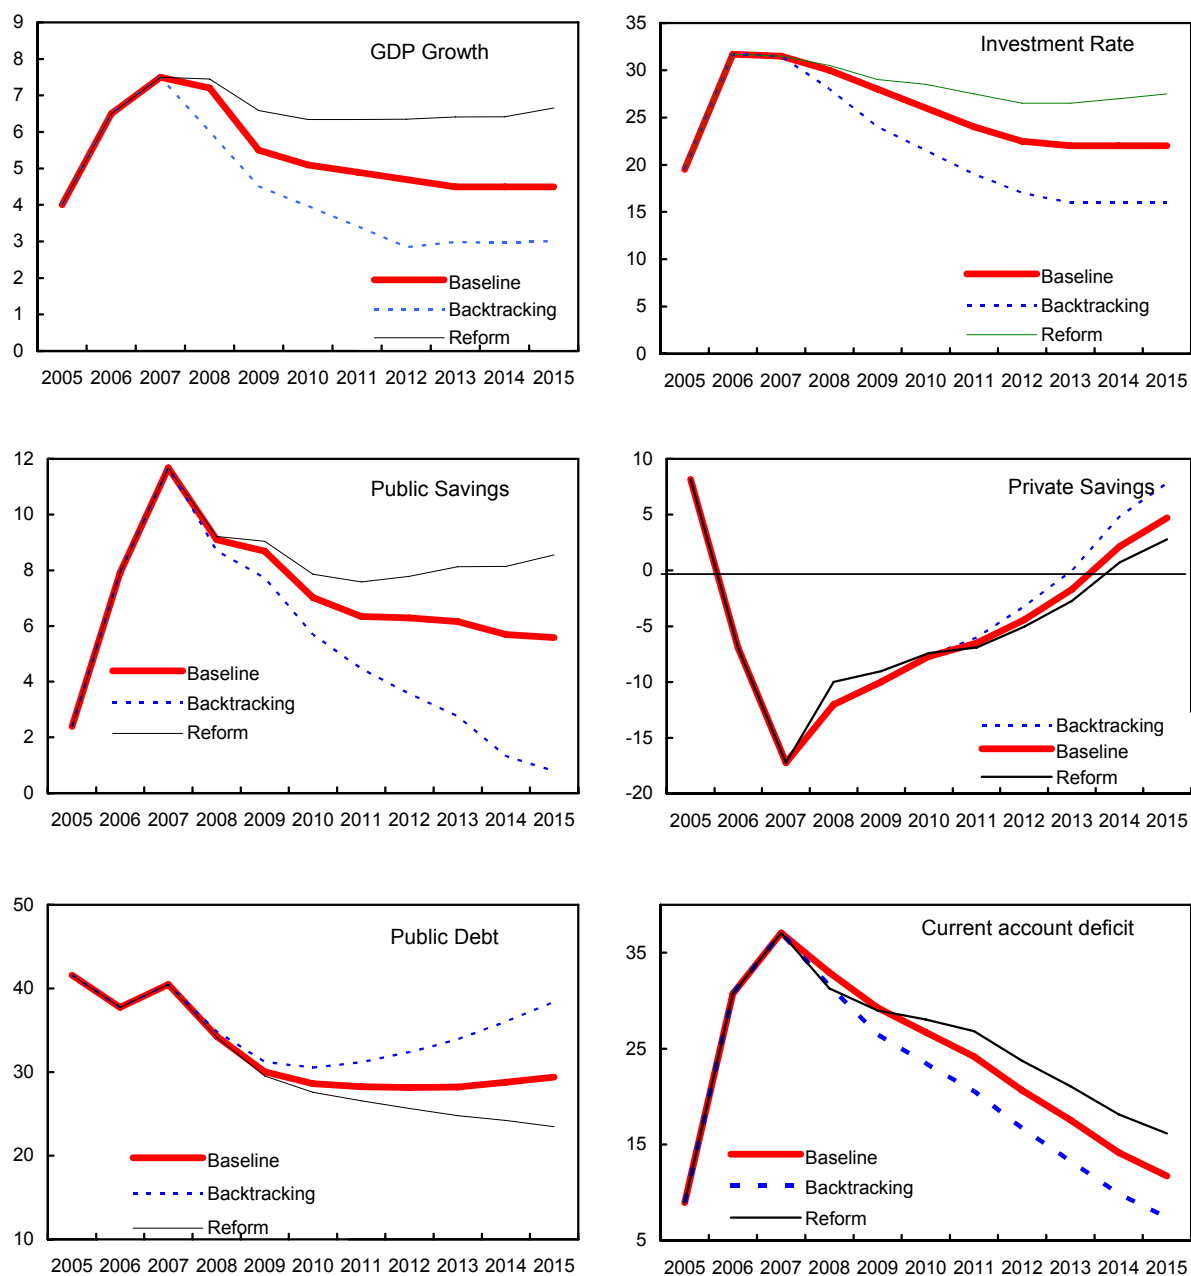 GDP Growth
9
8
7
6
5
4
3
2
1
0
Baseline
Backtracking
Reform
2005 2006 2007 2008 2009 2010 2011 2012 2013 2014 2015
Investment Rate
35
30
25
20
15
10
5
0
Baseline
Backtracking
Reform
2005 2006 2007 2008 2009 2010 2011 2012 2013 2014 2015
Public Savings
12
10
8
6
4
2
0
Baseline
Backtracking
Reform
2005 2006 2007 2008 2009 2010 2011 2012 2013 2014 2015
Private Savings
10
5
0
-5
-10
-15
-20
Backtracking
Baseline
Reform
2005 2006 2007 2008 2009 2010 2011 2012 2013 2014 2015
Public Debt
50
40
30
20
10
Baseline
Backtracking
Reform
2005 2006 2007 2008 2009 2010 2011 2012 2013 2014 2015
Current account deficit
35
25
15
5
Baseline
Backtracking
Reform
2005 2006 2007 2008 2009 2010 2011 2012 2013 2014 2015